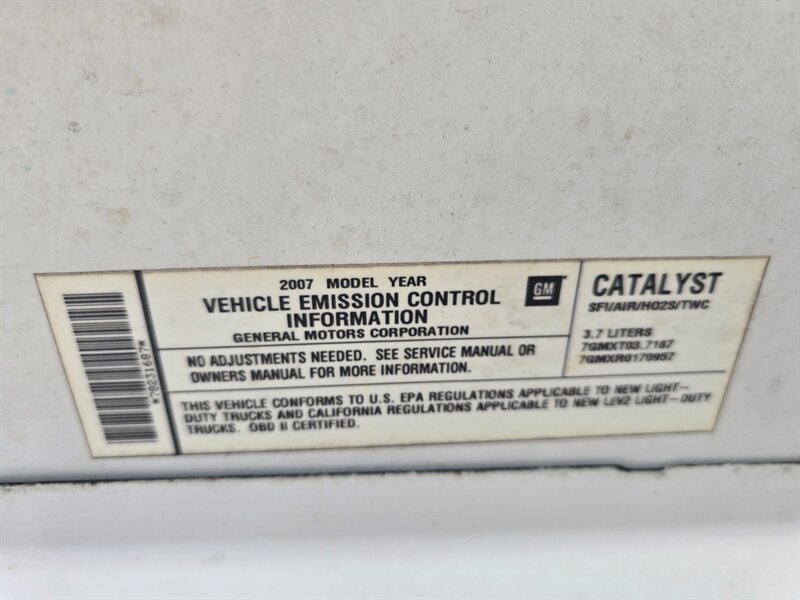 *78231687*
2007 MODEL YEAR
VEHICLE EMISSION CONTROL
INFORMATION
GENERAL MOTORS CORPORATION
GM
NO ADJUSTMENTS NEEDED. SEE SERVICE MANUAL OR
OWNERS MANUAL FOR MORE INFORMATION.
CATALYST
SFI/AIR/HO2S/TWC
3.7 LITERS
7GMXT03.7187
7GMXR0170957
THIS VEHICLE CONFORMS TO U.S. EPA REGULATIONS APPLICABLE TO NEW LIGHT-
DUTY TRUCKS AND CALIFORNIA REGULATIONS APPLICABLE TO NEW LEV2 LIGHT-DUTY
TRUCKS. OBD II CERTIFIED.